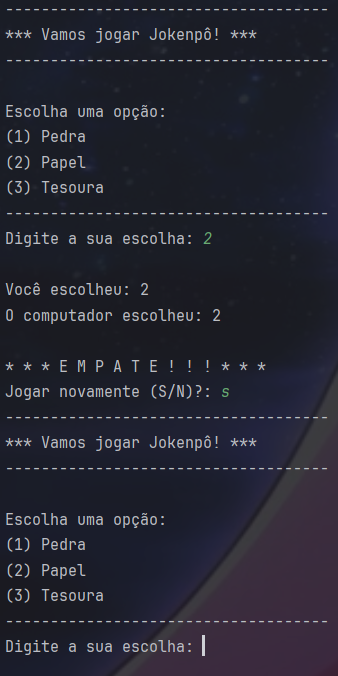 ------------------------------------
*** Vamos jogar Jokenpô! ***
------------------------------------
Escolha uma opção:
(1) Pedra
(2) Papel
(3) Tesoura
------------------------------------
Digite a sua escolha: 2
Você escolheu: 2
O computador escolheu: 2
* * * E M P A T E ! ! ! * * *
Jogar novamente (S/N)?: s
------------------------------------
*** Vamos jogar Jokenpô! ***
------------------------------------
Escolha uma opção:
(1) Pedra
(2) Papel
(3) Tesoura
------------------------------------
Digite a sua escolha: